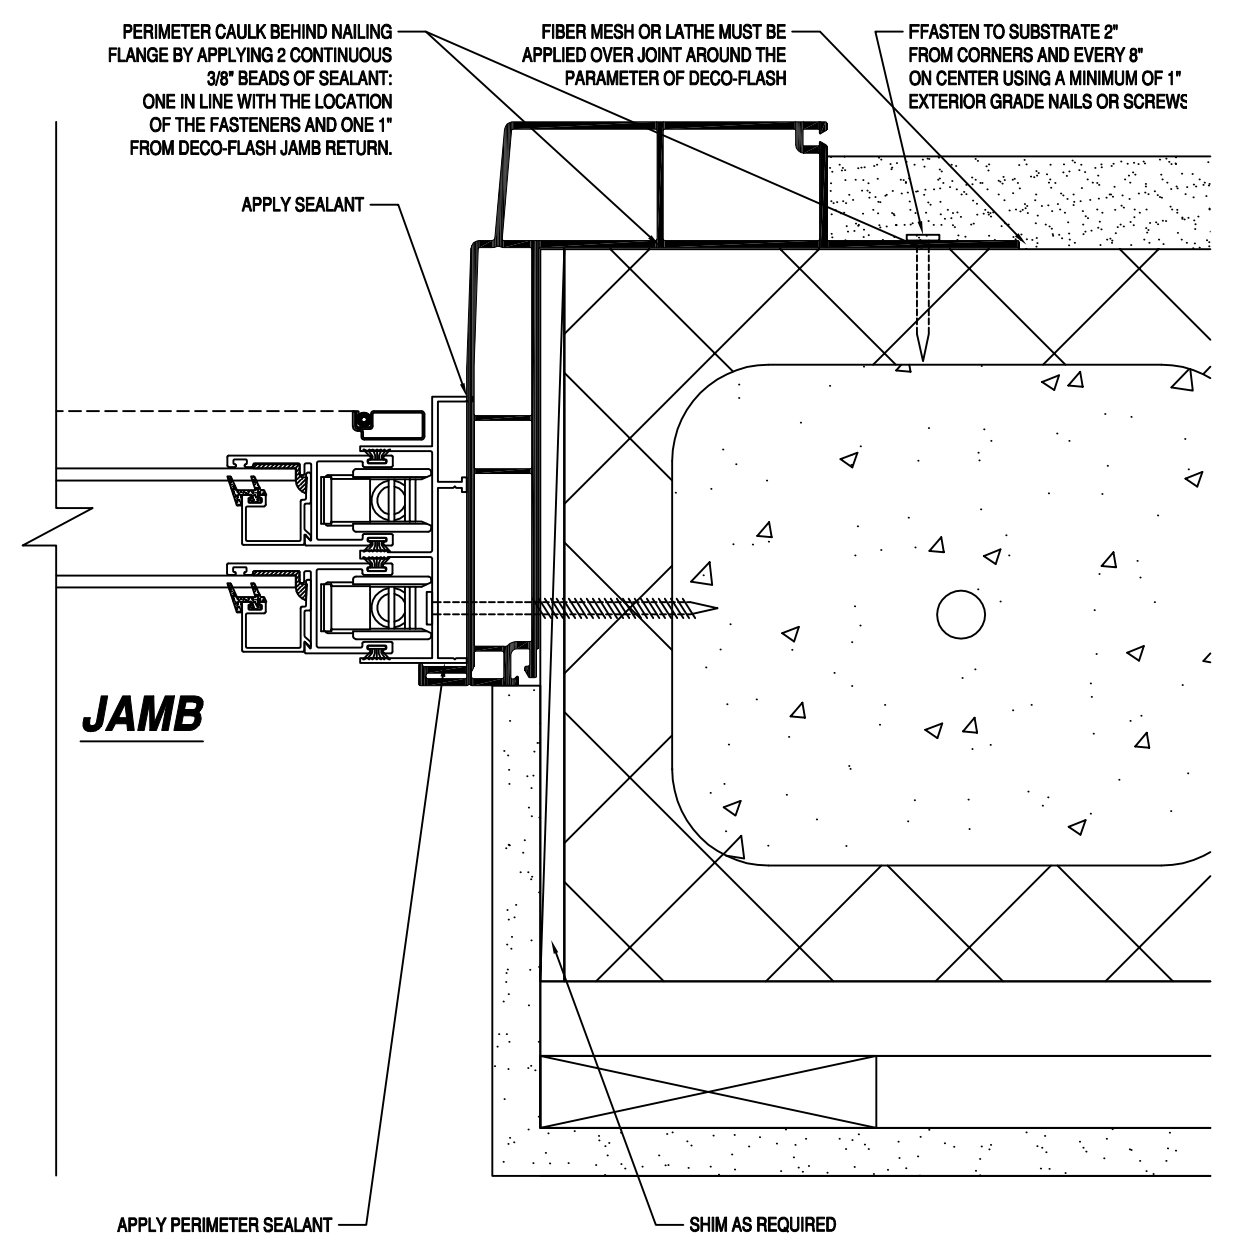 PERIMETER CAULK BEHIND NAILING
FLANGE BY APPLYING 2 CONTINUOUS
3/8" BEADS OF SEALANT:
ONE IN LINE WITH THE LOCATION
OF THE FASTENERS AND ONE 1"
FROM DECO-FLASH JAMB RETURN.
FIBER MESH OR LATHE MUST BE
APPLIED OVER JOINT AROUND THE
PARAMETER OF DECO-FLASH
FFASTEN TO SUBSTRATE 2"
FROM CORNERS AND EVERY 8"
ON CENTER USING A MINIMUM OF 1"
EXTERIOR GRADE NAILS OR SCREWS
APPLY SEALANT
JAMB
APPLY PERIMETER SEALANT
SHIM AS REQUIRED